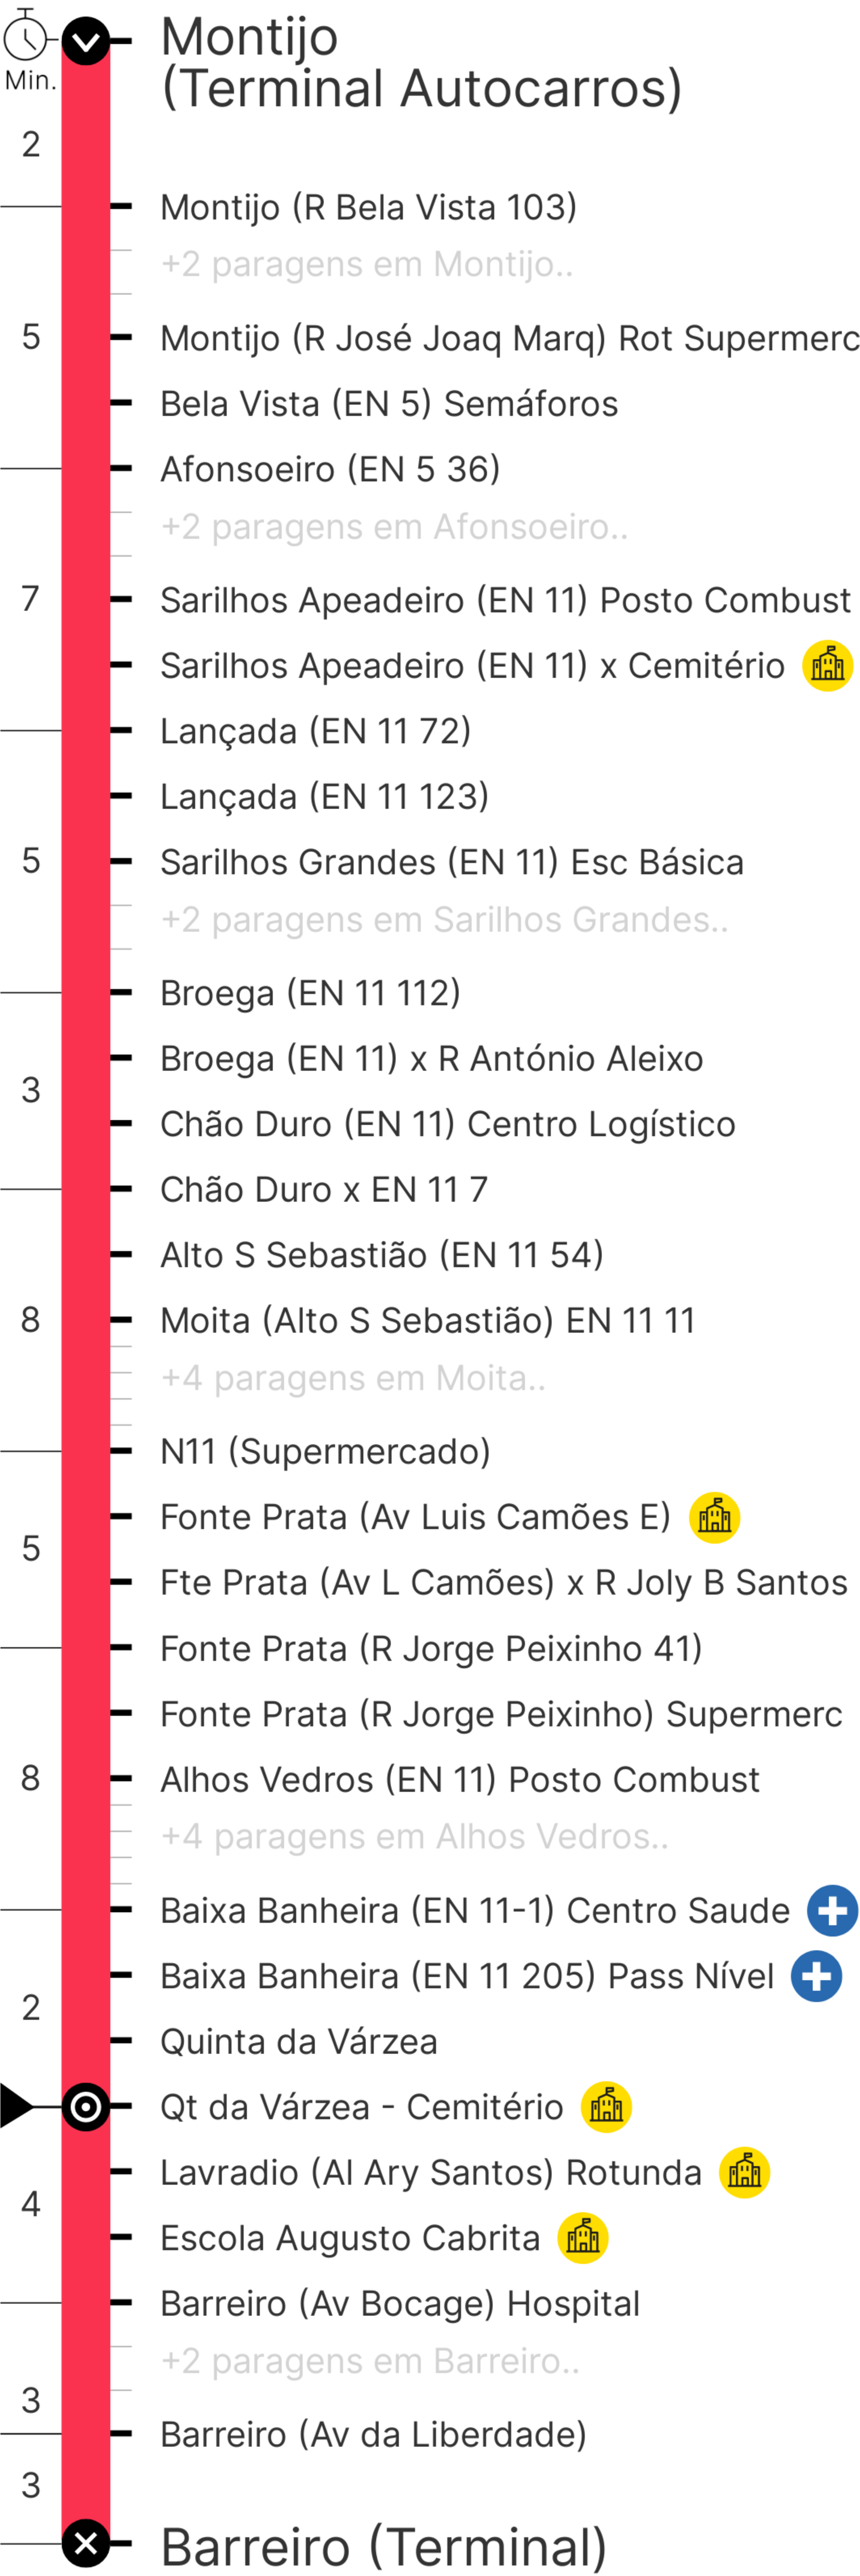 Montijo
(Terminal Autocarros)
Min.
2
Montijo (R Bela Vista 103)
+2 paragens em Montijo..
5
Montijo (R José Joaq Marq) Rot Supermerc
Bela Vista (EN 5) Semáforos
Afonsoeiro (EN 5 36)
+2 paragens em Afonsoeiro..
7
Sarilhos Apeadeiro (EN 11) Posto Combust
Sarilhos Apeadeiro (EN 11) x Cemitério
Lançada (EN 11 72)
Lançada (EN 11 123)
5
Sarilhos Grandes (EN 11) Esc Básica
+2 paragens em Sarilhos Grandes..
Broega (EN 11 112)
Broega (EN 11) x R António Aleixo
3
Chão Duro (EN 11) Centro Logístico
Chão Duro x EN 11 7
Alto S Sebastião (EN 11 54)
8
Moita (Alto S Sebastião) EN 11 11
+4 paragens em Moita..
N11 (Supermercado)
Fonte Prata (Av Luis Camões E)
5
Fte Prata (Av L Camões) x R Joly B Santos
Fonte Prata (R Jorge Peixinho 41)
Fonte Prata (R Jorge Peixinho) Supermerc
8
Alhos Vedros (EN 11) Posto Combust
+4 paragens em Alhos Vedros..
Baixa Banheira (EN 11-1) Centro Saude
Baixa Banheira (EN 11 205) Pass Nível
2
Quinta da Várzea
Qt da Várzea - Cemitério
Lavradio (Al Ary Santos) Rotunda
4
Escola Augusto Cabrita
Barreiro (Av Bocage) Hospital
+2 paragens em Barreiro..
3
Barreiro (Av da Liberdade)
3
Barreiro (Terminal)